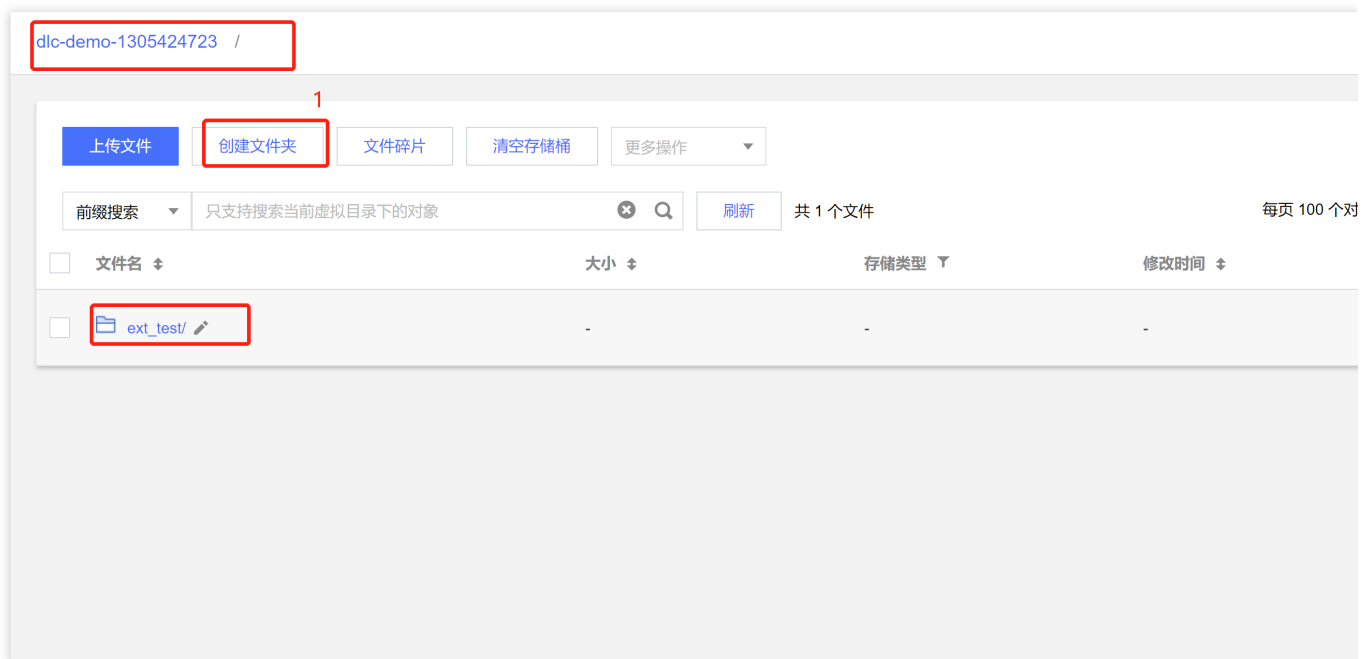 dlc-demo-1305424723 /
1
上传文件 创建文件夹 文件碎片 清空存储桶 更多操作
前缀搜索 只支持搜索当前虚拟目录下的对象 刷新 共 1 个文件 每页 100 个对
文件名 大小 存储类型 修改时间
ext_test/ - - -